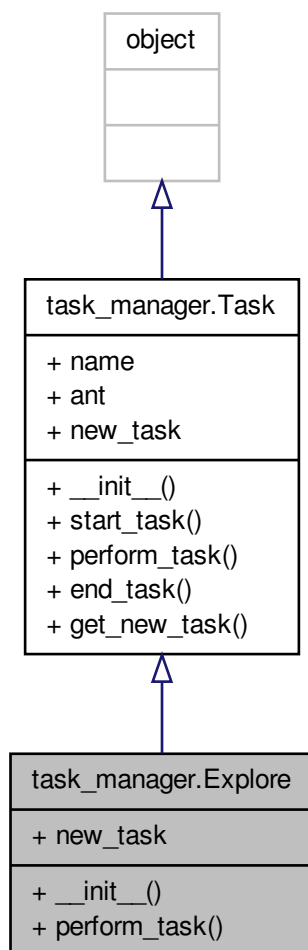 object
task_manager.Task
+ name
+ ant
+ new_task
+ __init__()
+ start_task()
+ perform_task()
+ end_task()
+ get_new_task()
task_manager.Explore
+ new_task
+ __init__()
+ perform_task()